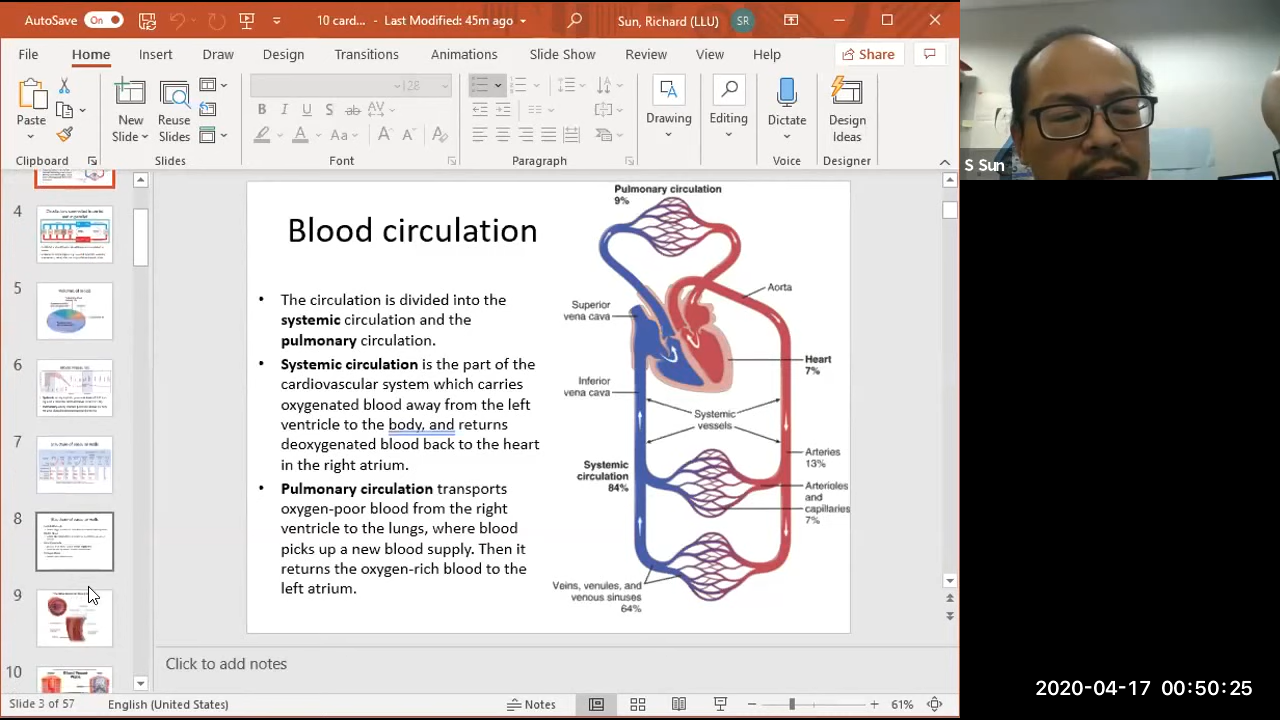 AutoSave On 10 card... - Last Modified: 45m ago Sun, Richard (LLU) SR
File Home Insert Draw Design Transitions Animations Slide Show Review View Help Share
28
Paste New Slide Reuse Slides B I U S ab AV Aa A A Drawing Editing Dictate Design Ideas
Clipboard Slides Font Paragraph Voice Designer
S Sun
4
5
6
7
8
9
10
Blood circulation
• The circulation is divided into the
systemic circulation and the
pulmonary circulation.
• Systemic circulation is the part of the
cardiovascular system which carries
oxygenated blood away from the left
ventricle to the body, and returns
deoxygenated blood back to the heart
in the right atrium.
• Pulmonary circulation transports
oxygen-poor blood from the right
ventricle to the lungs, where blood
picks up a new blood supply. Then it
returns the oxygen-rich blood to the
left atrium.
Pulmonary circulation
9%
Aorta
Superior
vena cava
Heart
7%
Inferior
vena cava
Systemic
vessels
Arteries
13%
Systemic
circulation
84%
Arterioles
and
capillaries
7%
Veins, venules, and
venous sinuses
64%
Click to add notes
Slide 3 of 57 English (United States) Notes 61%
2020-04-17 00:50:25